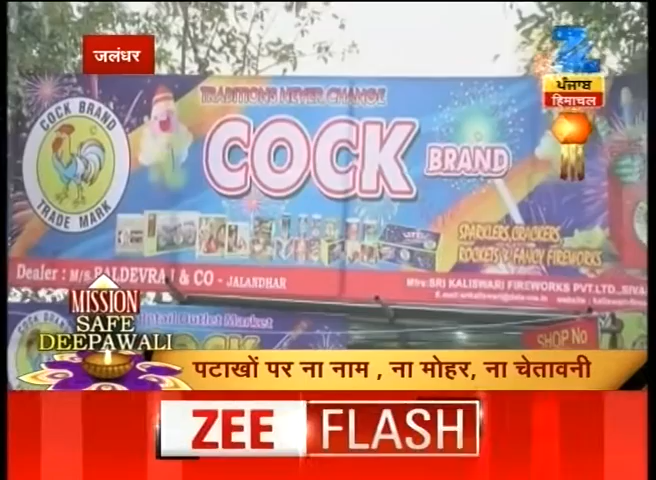 जलंधर
ਪੰਜਾਬ
हिमाचल
COCK BRAND
TRADE MARK
TRADITIONS NEVER CHANGE
COCK BRAND
SPARKLERS, CRACKERS
ROCKETS & FANCY FIREWORKS
Dealer : M/s. BALDEVRAJ & CO - JALANDHAR
Mfrs. SRI KALISWARI FIREWORKS PVT. LTD.,
Retail Outlet Market
SHOP No
MISSION
SAFE
DEEPAWALI
पटाखों पर ना नाम , ना मोहर, ना चेतावनी
ZEE FLASH